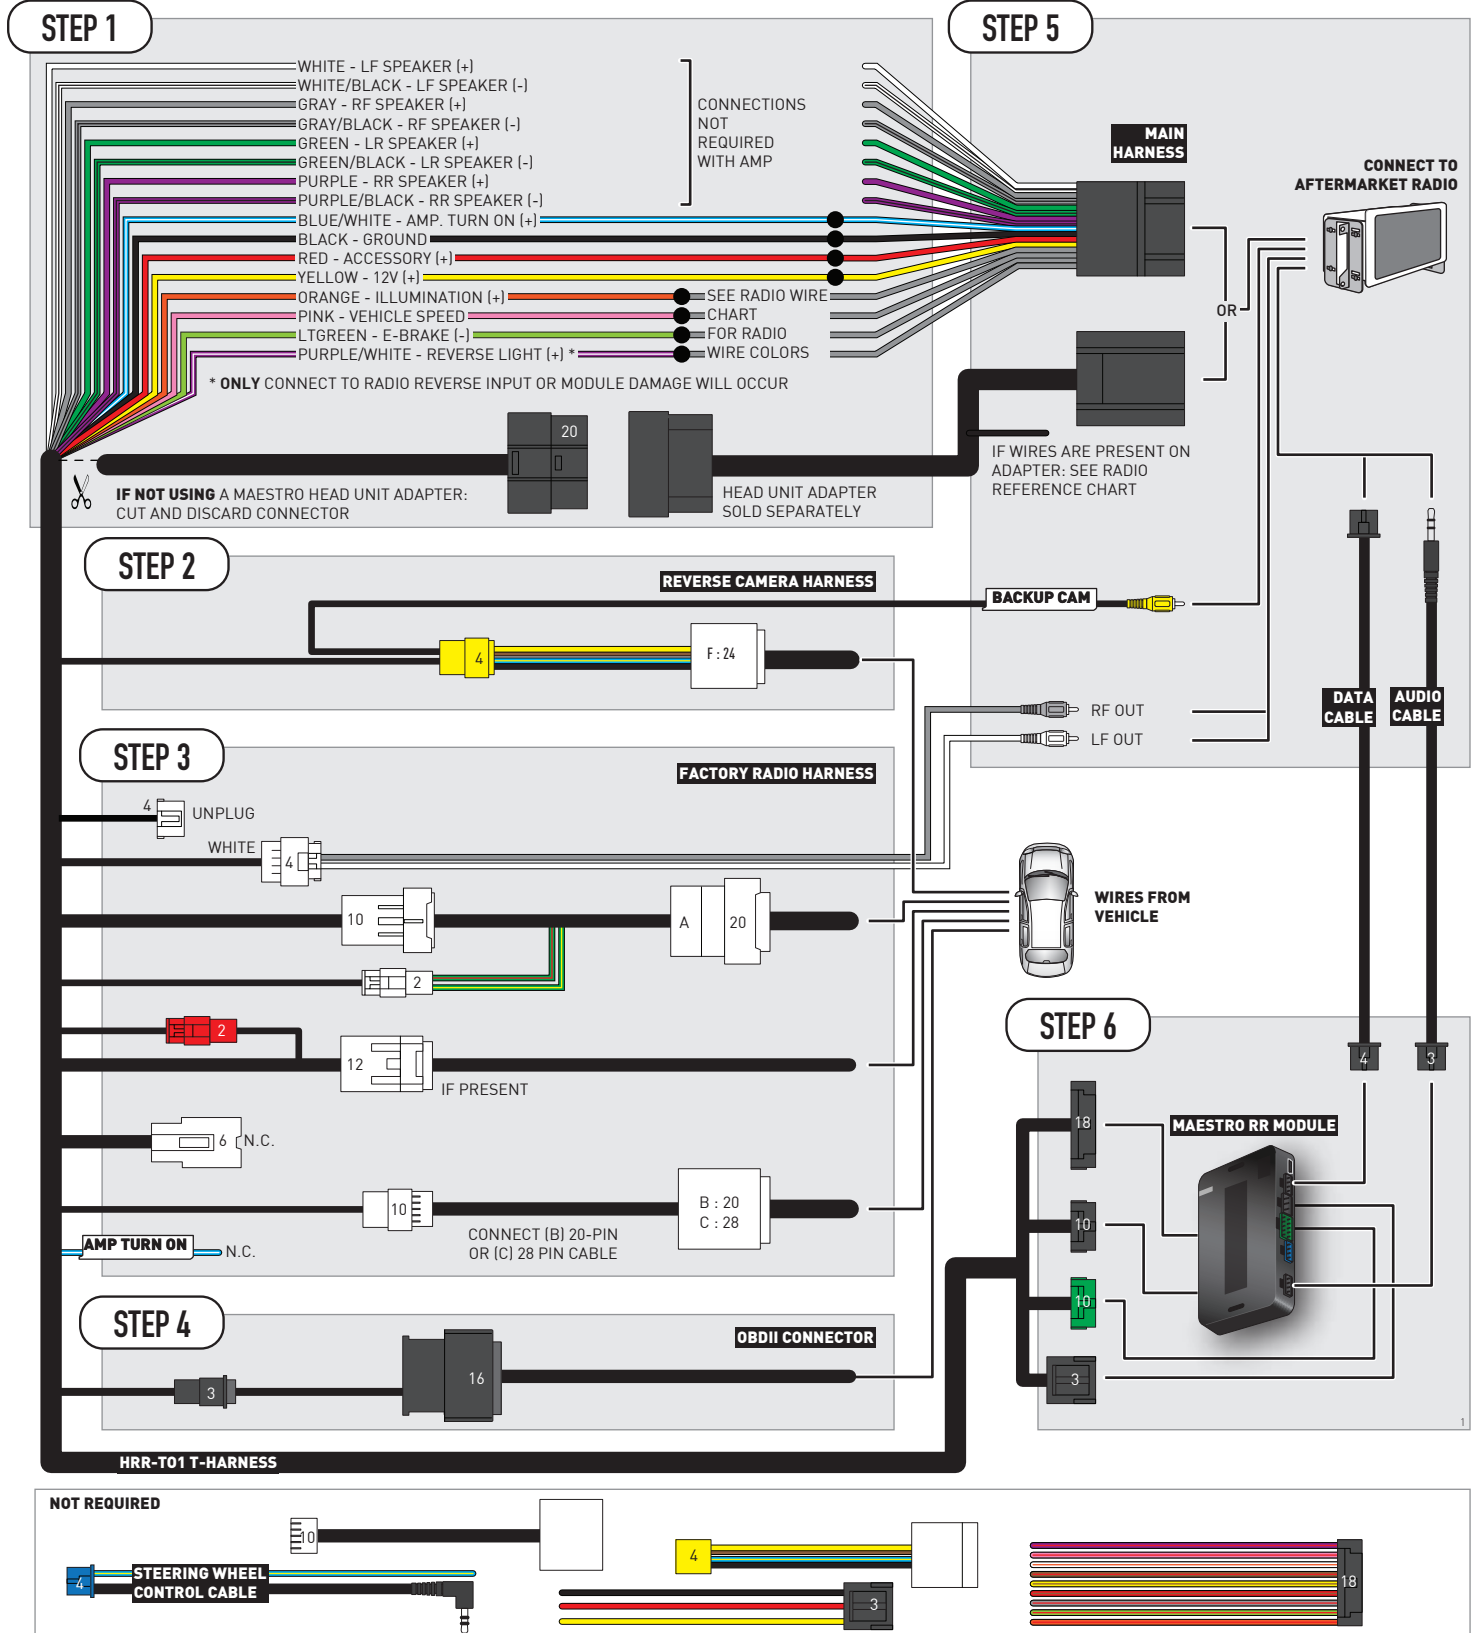 STEP 1
WHITE - LF SPEAKER (+)
WHITE/BLACK - LF SPEAKER (-)
GRAY - RF SPEAKER (+)
GRAY/BLACK - RF SPEAKER (-)
GREEN - LR SPEAKER (+)
GREEN/BLACK - LR SPEAKER (-)
PURPLE - RR SPEAKER (+)
PURPLE/BLACK - RR SPEAKER (-)
BLUE/WHITE - AMP. TURN ON (+)
BLACK - GROUND
RED - ACCESSORY (+)
YELLOW - 12V (+)
ORANGE - ILLUMINATION (+)
PINK - VEHICLE SPEED
LTGREEN - E-BRAKE (-)
PURPLE/WHITE - REVERSE LIGHT (+) *
CONNECTIONS
NOT
REQUIRED
WITH AMP
SEE RADIO WIRE
CHART
FOR RADIO
WIRE COLORS
* ONLY CONNECT TO RADIO REVERSE INPUT OR MODULE DAMAGE WILL OCCUR
20
IF NOT USING A MAESTRO HEAD UNIT ADAPTER:
CUT AND DISCARD CONNECTOR
HEAD UNIT ADAPTER
SOLD SEPARATELY
STEP 5
MAIN
HARNESS
CONNECT TO
AFTERMARKET RADIO
OR
IF WIRES ARE PRESENT ON
ADAPTER: SEE RADIO
REFERENCE CHART
BACKUP CAM
RF OUT
LF OUT
DATA
CABLE
AUDIO
CABLE
STEP 2
REVERSE CAMERA HARNESS
4
F : 24
STEP 3
FACTORY RADIO HARNESS
4
UNPLUG
WHITE
4
10
A
20
2
2
12
IF PRESENT
6
N.C.
10
B : 20
C : 28
CONNECT (B) 20-PIN
OR (C) 28 PIN CABLE
AMP TURN ON
N.C.
WIRES FROM
VEHICLE
STEP 4
OBDII CONNECTOR
3
16
HRR-TO1 T-HARNESS
STEP 6
4
3
18
MAESTRO RR MODULE
10
10
3
1
NOT REQUIRED
10
4
STEERING WHEEL
CONTROL CABLE
4
3
18